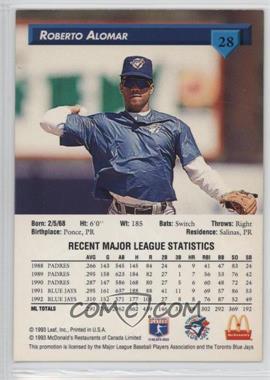 ROBERTO ALOMAR
28
Born: 2/5/68 Ht: 6'0" Wt: 185 Bats: Switch Throws: Right
Birthplace: Ponce, PR Residence: Salinas, PR
RECENT MAJOR LEAGUE STATISTICS
AVG G AB H R 2B 3B HR RBI BB SO SB
1988 PADRES .266 143 545 145 84 24 6 9 41 47 83 24
1989 PADRES .295 158 623 184 82 27 1 7 56 53 76 42
1990 PADRES .287 147 586 168 80 27 5 6 60 48 72 24
1991 BLUE JAYS .295 161 637 188 88 41 11 9 69 57 86 53
1992 BLUE JAYS .310 152 571 177 105 27 8 8 76 87 52 49
ML TOTALS 302 292 369 192
COMC.com
© 1993 Leaf, Inc., Printed in U.S.A.
© 1993 McDonald's Restaurants of Canada Limited
McDonald's
This promotion is licensed by the Major League Baseball Players Association and the Toronto Blue Jays